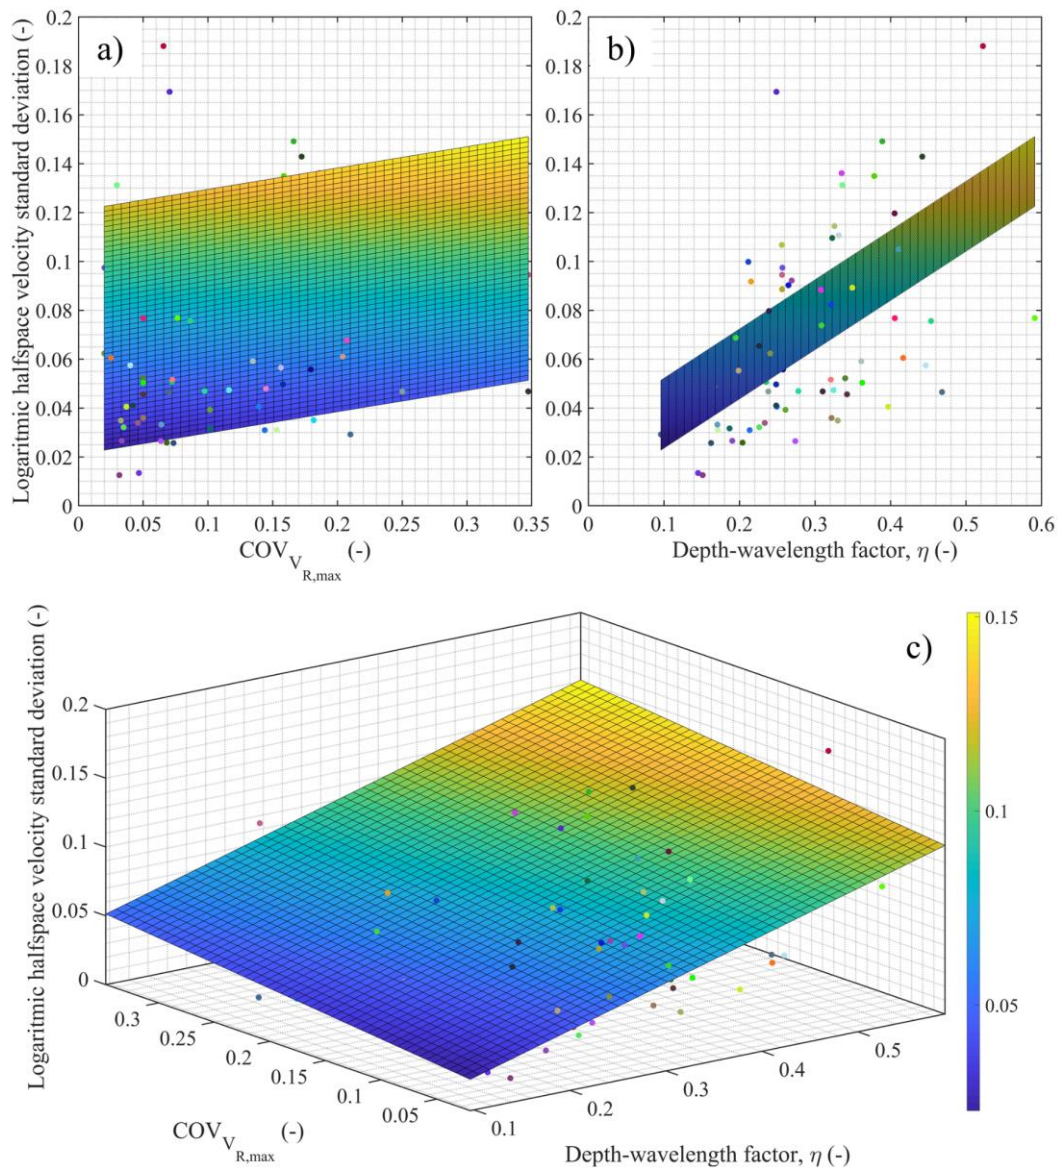 a)
Logaritmic halfspace velocity standard deviation (-)
0.2
0.18
0.16
0.14
0.12
0.1
0.08
0.06
0.04
0.02
0
0.05 0.1 0.15 0.2 0.25 0.3 0.35
COV_V_R,max (-)
b)
0 0.1 0.2 0.3 0.4 0.5 0.6
Depth-wavelength factor, η (-)
c)
Logaritmic halfspace velocity standard deviation (-)
0.2
0.15
0.1
0.05
0
0.3 0.25 0.2 0.15 0.1 0.05
COV_V_R,max (-)
0.1 0.2 0.3 0.4 0.5
Depth-wavelength factor, η (-)
0.15
0.1
0.05